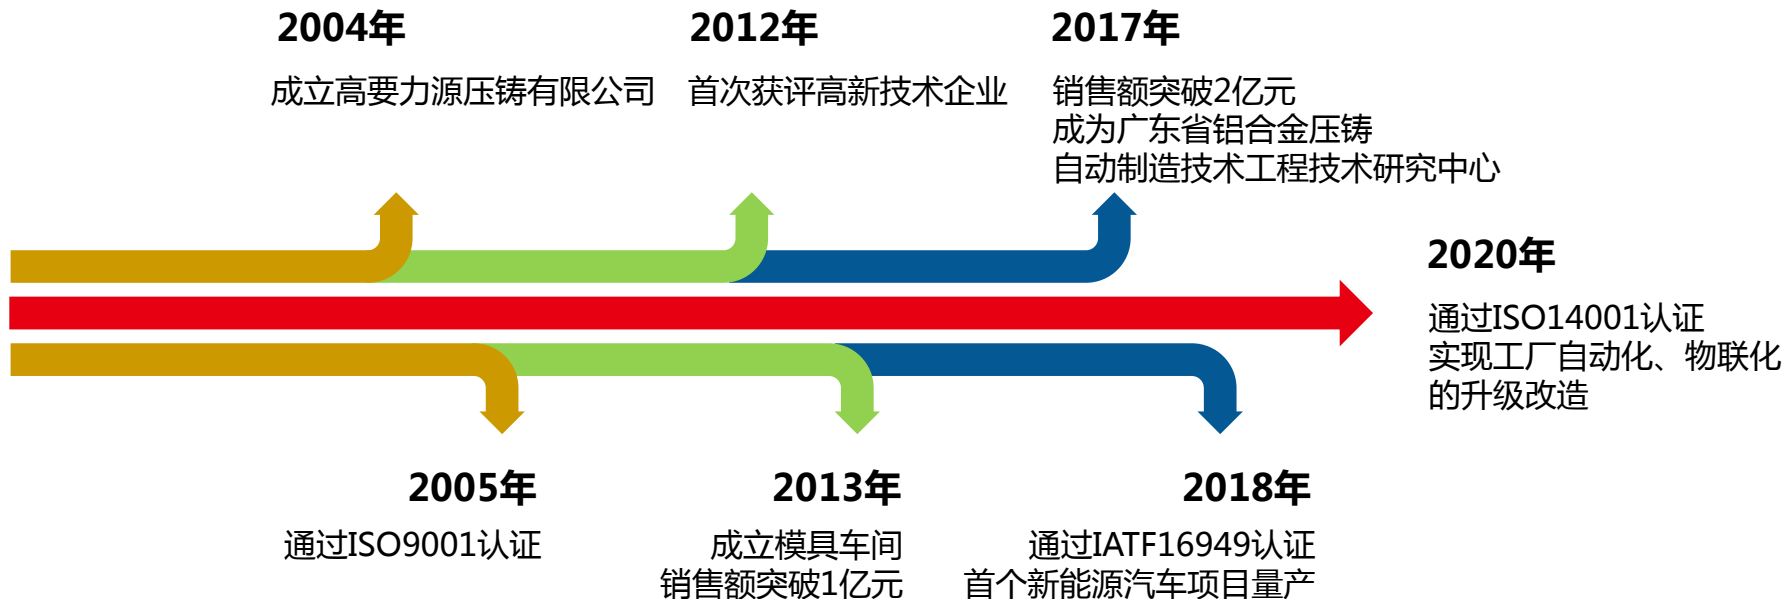 2004年
成立高要力源压铸有限公司
2012年
首次获评高新技术企业
2017年
销售额突破2亿元
成为广东省铝合金压铸
自动制造技术工程技术研究中心
2020年
通过ISO14001认证
实现工厂自动化、物联化
的升级改造
2005年
通过ISO9001认证
2013年
成立模具车间
销售额突破1亿元
2018年
通过IATF16949认证
首个新能源汽车项目量产